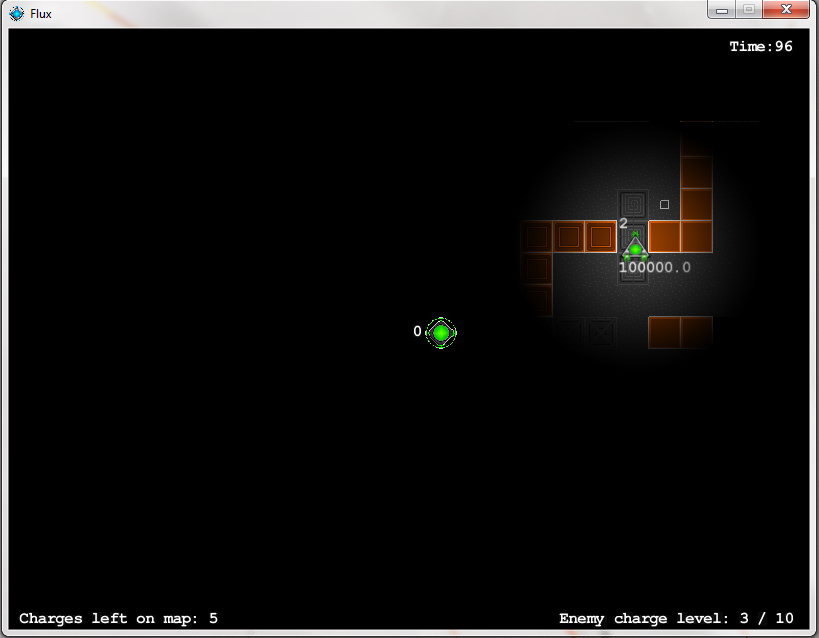 Flux
Time:96
2
100000.0
0
Charges left on map: 5
Enemy charge level: 3 / 10